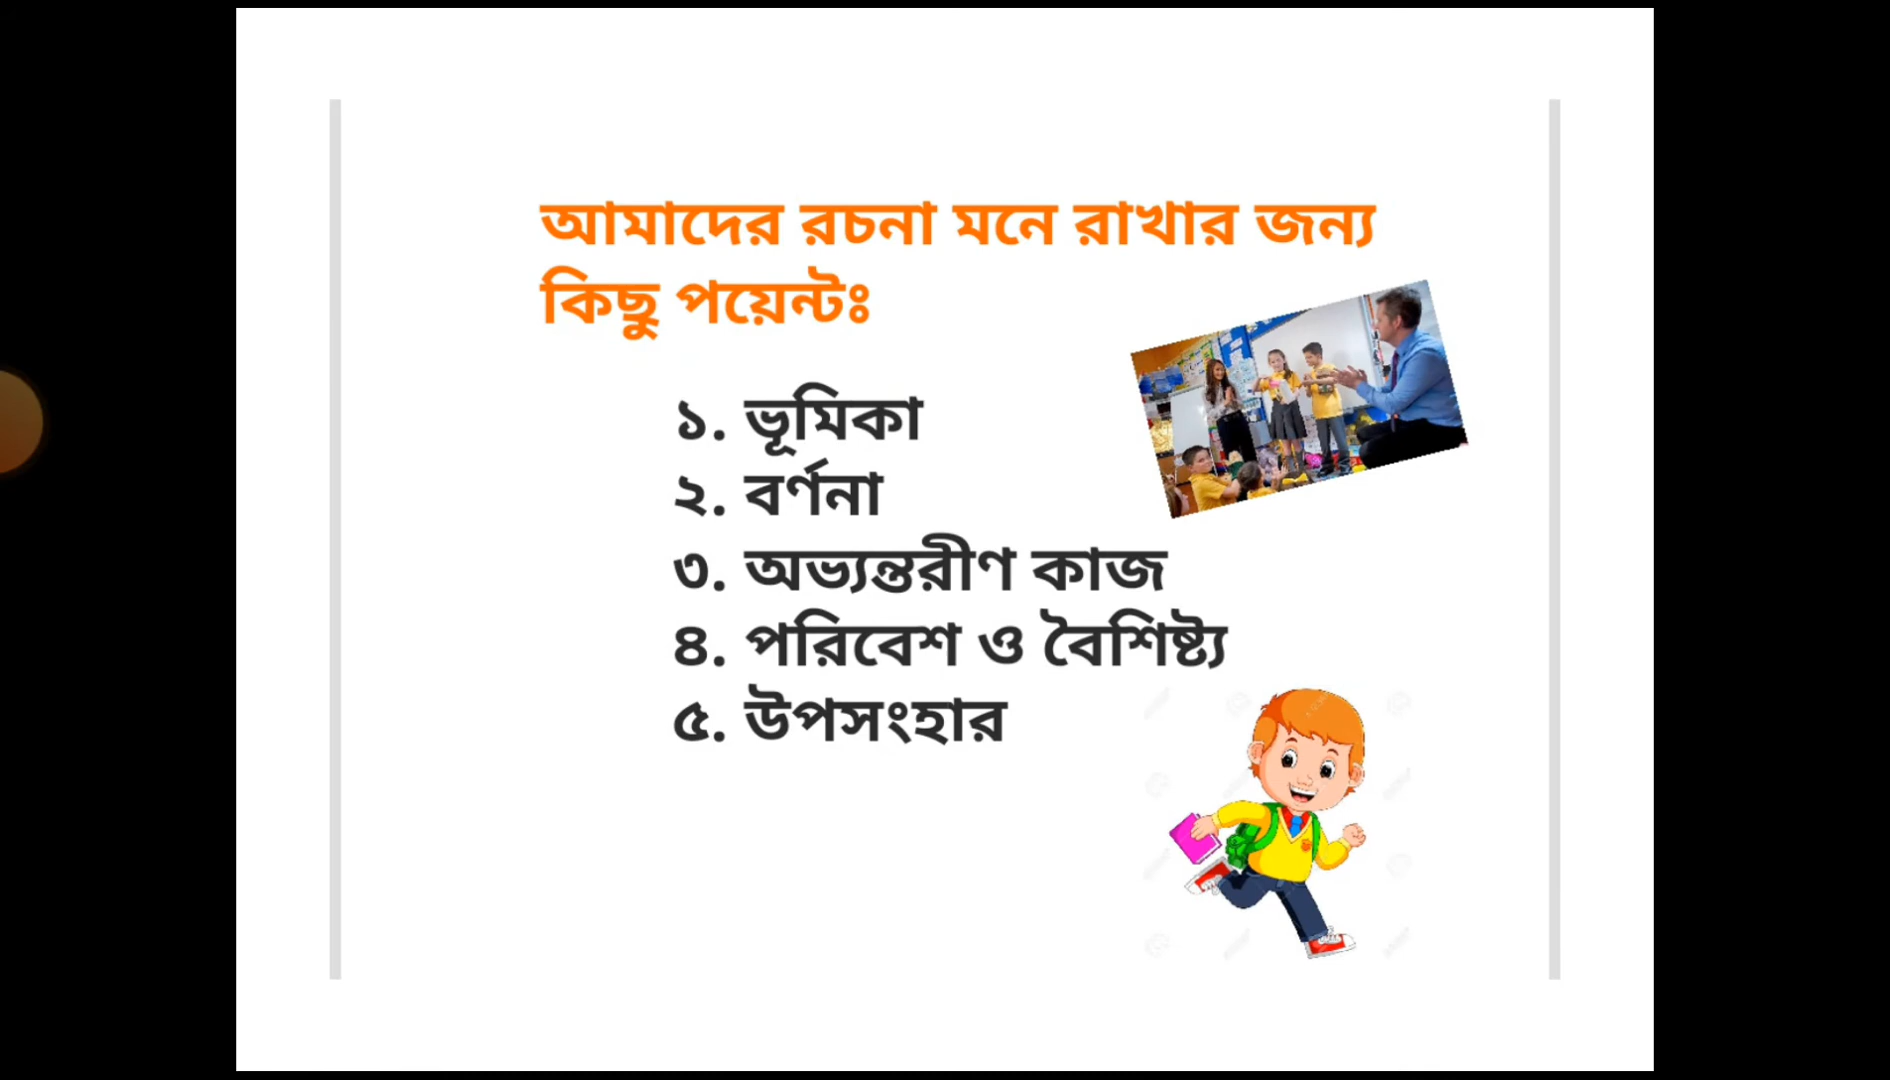 আমাদের রচনা মনে রাখার জন্য
কিছু পয়েন্টঃ
১. ভূমিকা
২. বর্ণনা
৩. অভ্যন্তরীণ কাজ
৪. পরিবেশ ও বৈশিষ্ট্য
৫. উপসংহার